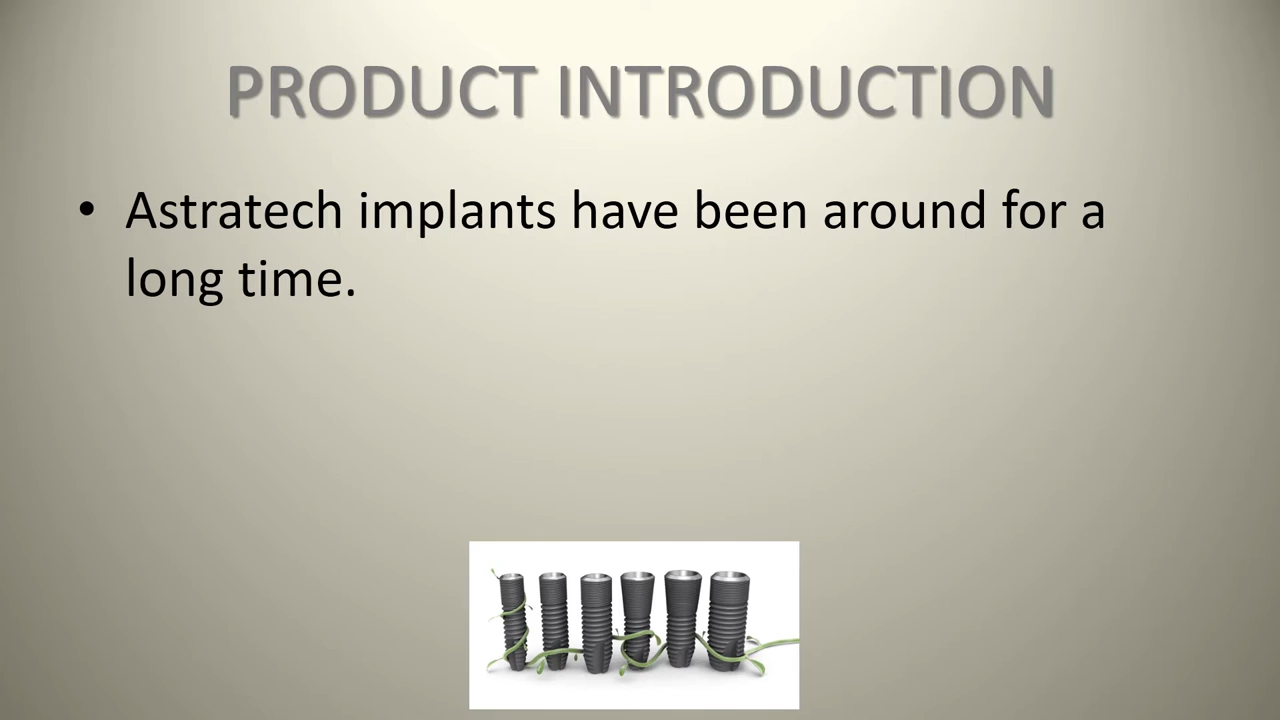 PRODUCT INTRODUCTION
• Astratech implants have been around for a
long time.